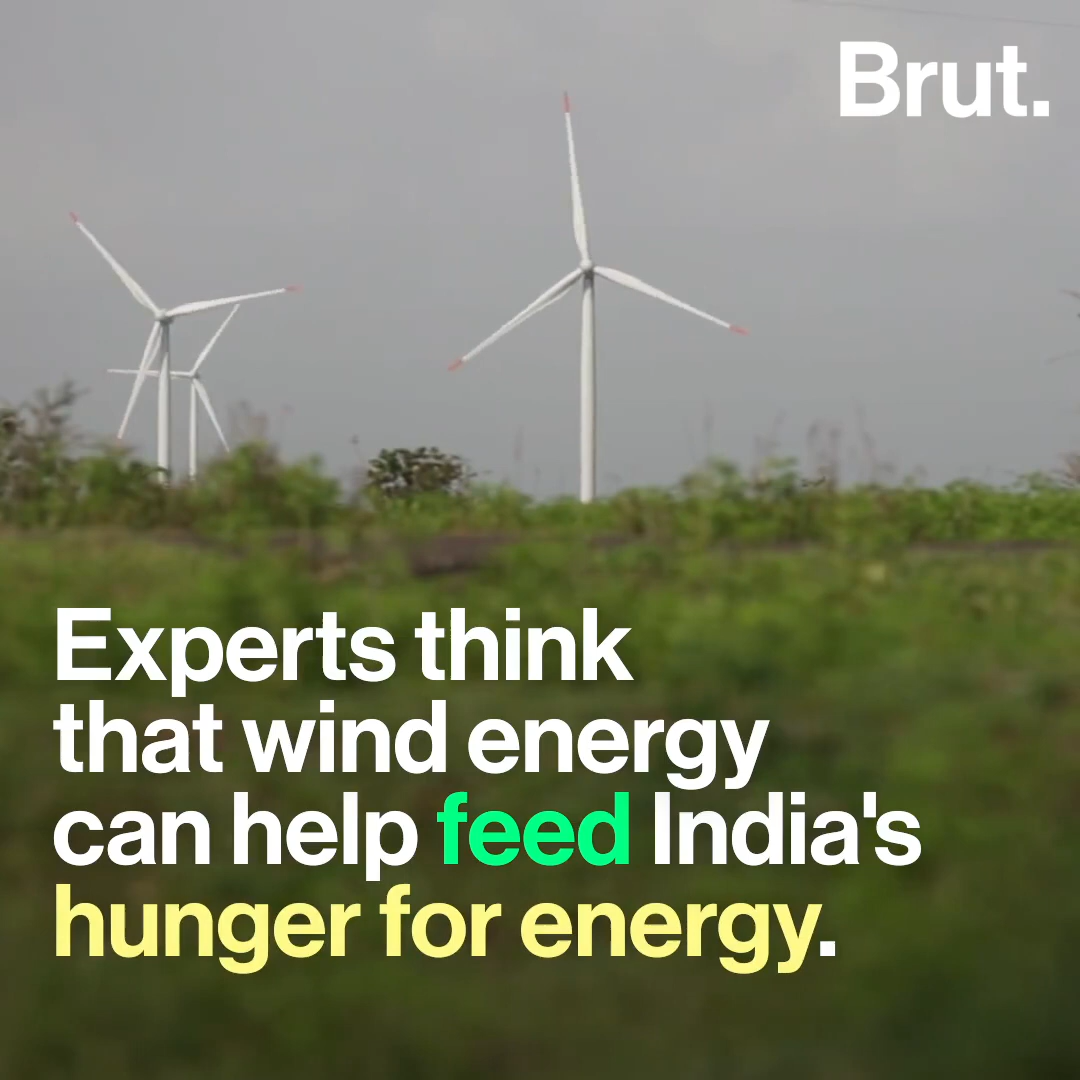 Brut.
Experts think
that wind energy
can help feed India's
hunger for energy.